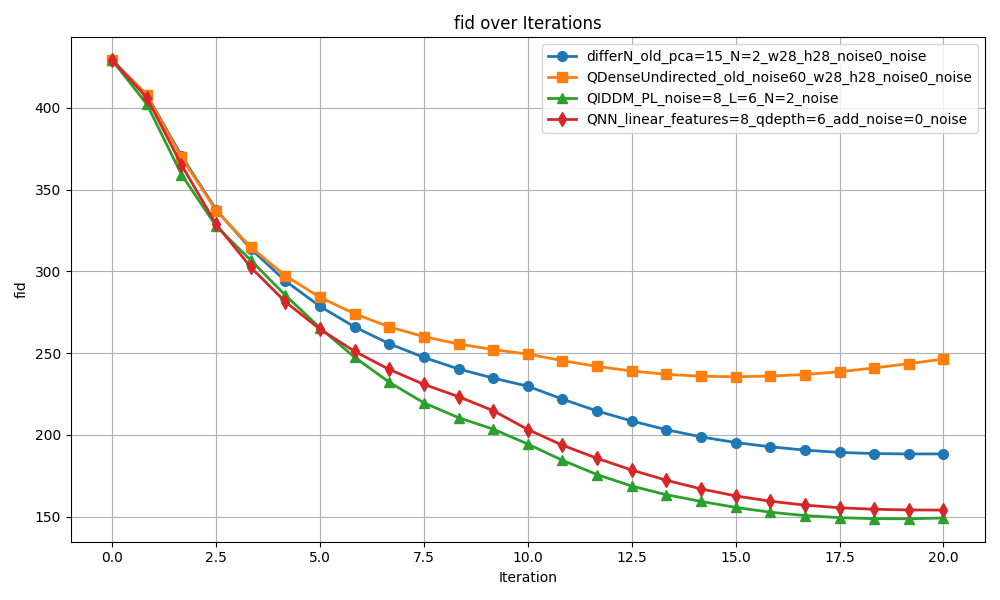 fid over Iterations
differN_old_pca=15_N=2_w28_h28_noise0_noise
QDenseUndirected_old_noise60_w28_h28_noise0_noise
QIDDM_PL_noise=8_L=6_N=2_noise
QNN_linear_features=8_qdepth=6_add_noise=0_noise
fid
400
350
300
250
200
150
0.0 2.5 5.0 7.5 10.0 12.5 15.0 17.5 20.0
Iteration